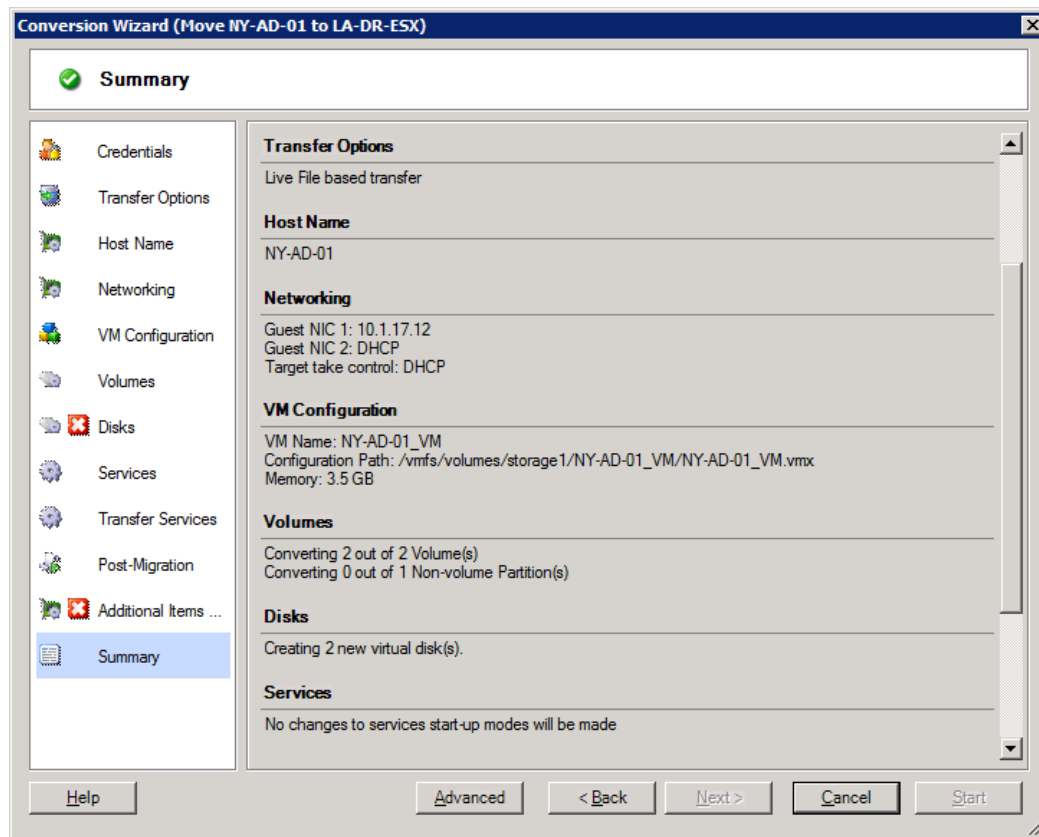 Conversion Wizard (Move NY-AD-01 to LA-DR-ESX)
Summary
Credentials
Transfer Options
Host Name
Networking
VM Configuration
Volumes
Disks
Services
Transfer Services
Post-Migration
Additional Items ...
Summary
Transfer Options
Live File based transfer
Host Name
NY-AD-01
Networking
Guest NIC 1: 10.1.17.12
Guest NIC 2: DHCP
Target take control: DHCP
VM Configuration
VM Name: NY-AD-01_VM
Configuration Path: /vmfs/volumes/storage1/NY-AD-01_VM/NY-AD-01_VM.vmx
Memory: 3.5 GB
Volumes
Converting 2 out of 2 Volume(s)
Converting 0 out of 1 Non-volume Partition(s)
Disks
Creating 2 new virtual disk(s).
Services
No changes to services start-up modes will be made
Help
Advanced
< Back
Next >
Cancel
Start